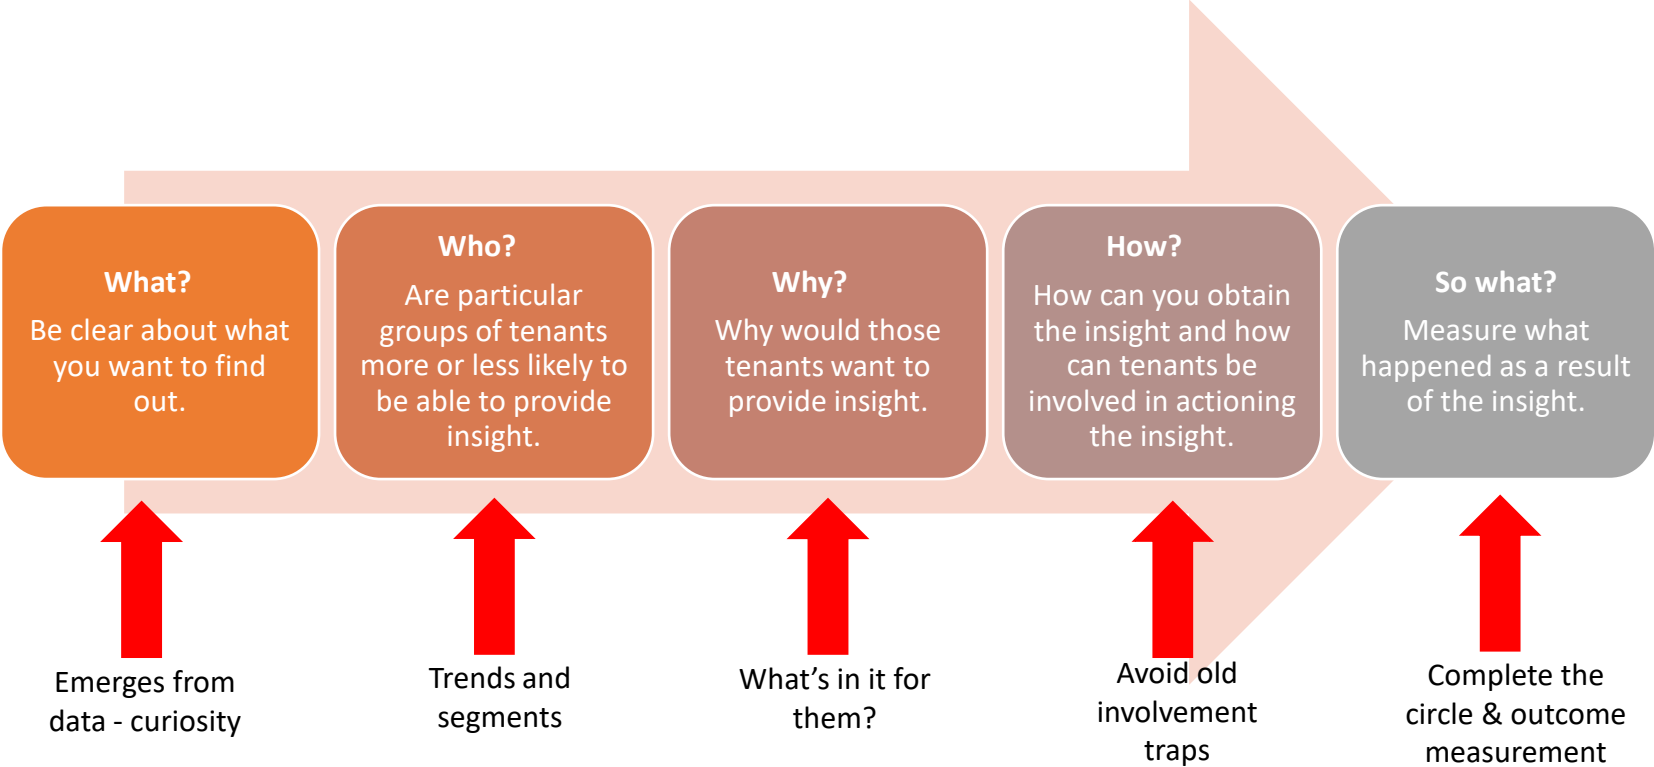 What?
Be clear about what
you want to find
out.
Who?
Are particular
groups of tenants
more or less likely to
be able to provide
insight.
Why?
Why would those
tenants want to
provide insight.
How?
How can you obtain
the insight and how
can tenants be
involved in actioning
the insight.
So what?
Measure what
happened as a result
of the insight.
Emerges from
data - curiosity
Trends and
segments
What’s in it for
them?
Avoid old
involvement
traps
Complete the
circle & outcome
measurement